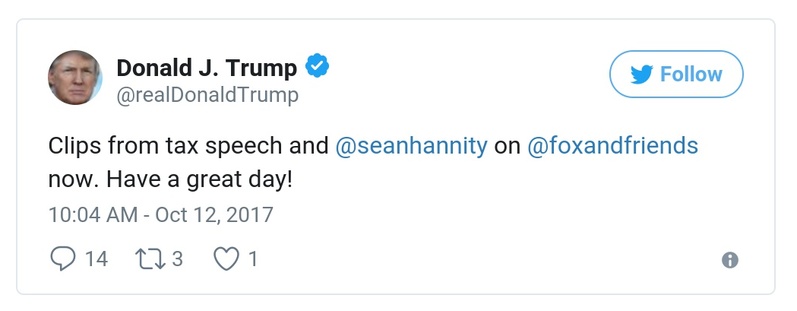 Donald J. Trump
@realDonaldTrump
Follow
Clips from tax speech and @seanhannity on @foxandfriends
now. Have a great day!
10:04 AM - Oct 12, 2017
14 3 1